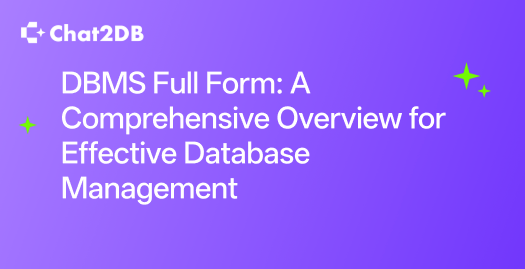 Chat2DB
DBMS Full Form: A
Comprehensive Overview for
Effective Database
Management